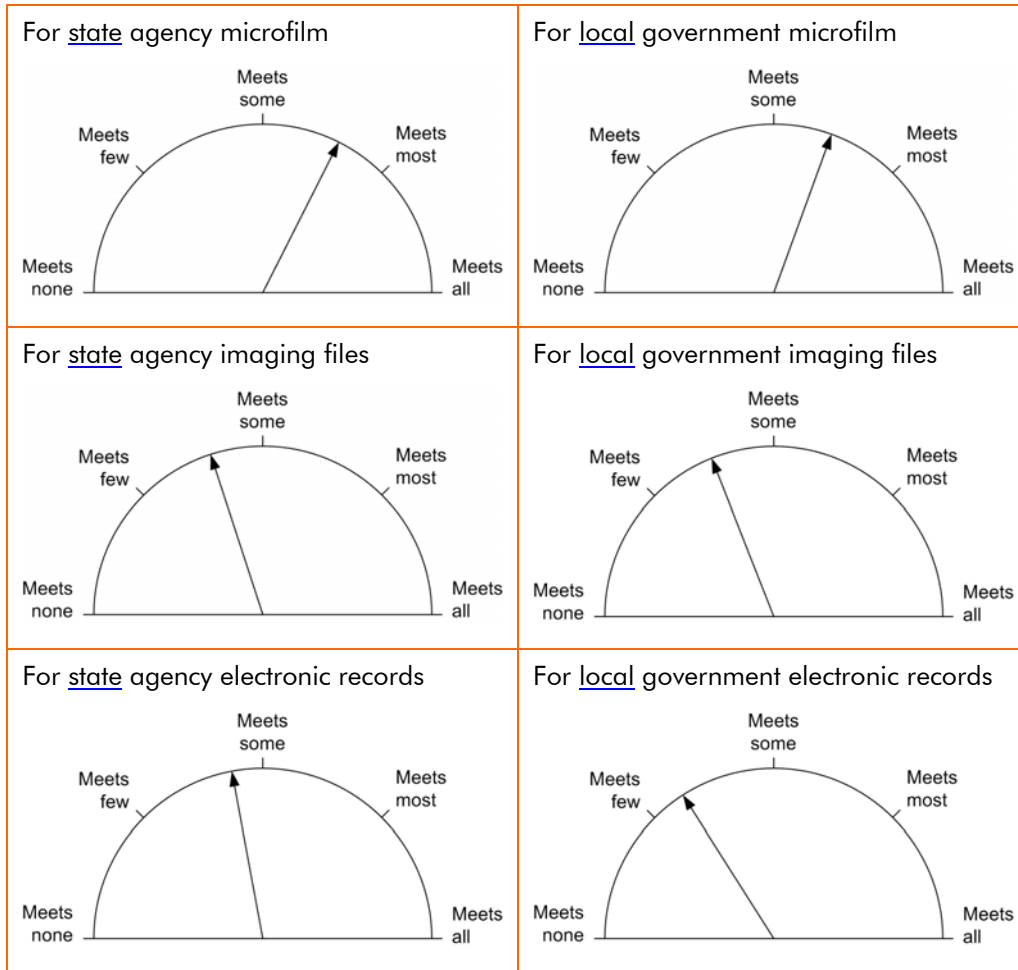 For state agency microfilm
Meets
some
Meets
few
Meets
most
Meets
none
Meets
all
For local government microfilm
Meets
some
Meets
few
Meets
most
Meets
none
Meets
all
For state agency imaging files
Meets
some
Meets
few
Meets
most
Meets
none
Meets
all
For local government imaging files
Meets
some
Meets
few
Meets
most
Meets
none
Meets
all
For state agency electronic records
Meets
some
Meets
few
Meets
most
Meets
none
Meets
all
For local government electronic records
Meets
some
Meets
few
Meets
most
Meets
none
Meets
all